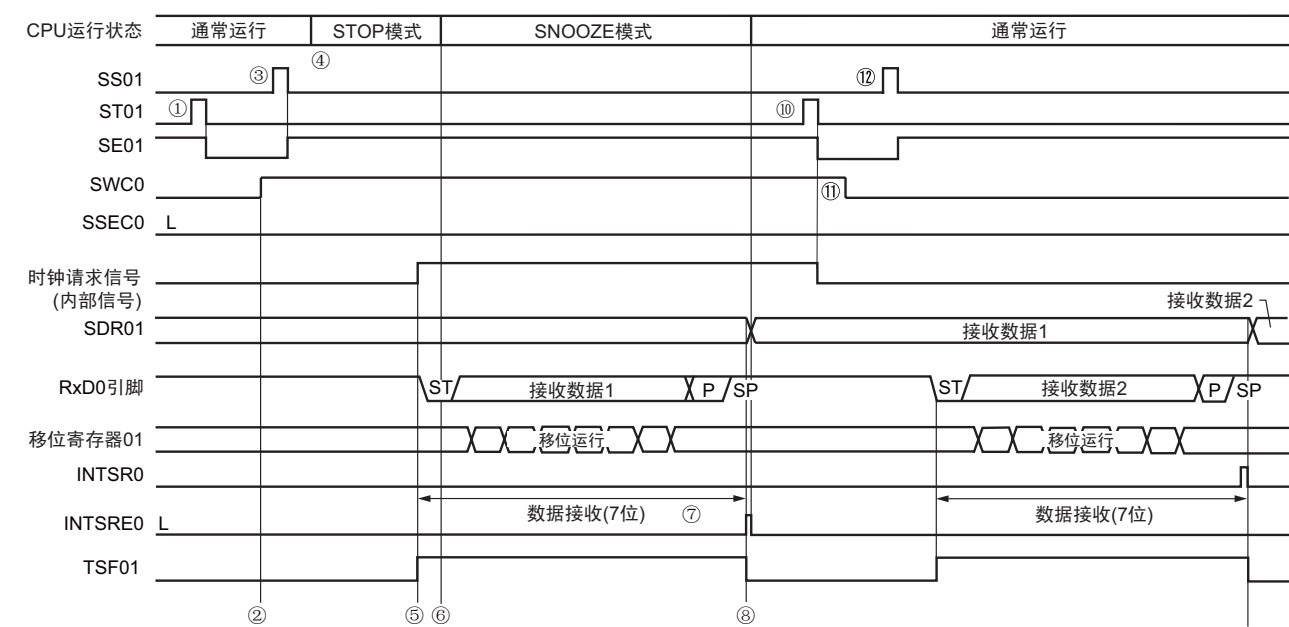 CPU运行状态 通常运行 STOP模式 SNOOZE模式 通常运行
④
SS01 ③ ⑫
ST01 ① ⑩
SE01
SWC0 ⑪
SSEC0 L
时钟请求信号
(内部信号)
接收数据2
SDR01 接收数据1
RxD0引脚 ST 接收数据1 P SP ST 接收数据2 P SP
移位寄存器01 移位运行 移位运行
INTSR0
数据接收(7位) ⑦ 数据接收(7位)
INTSRE0 L
TSF01
② ⑤ ⑥ ⑧